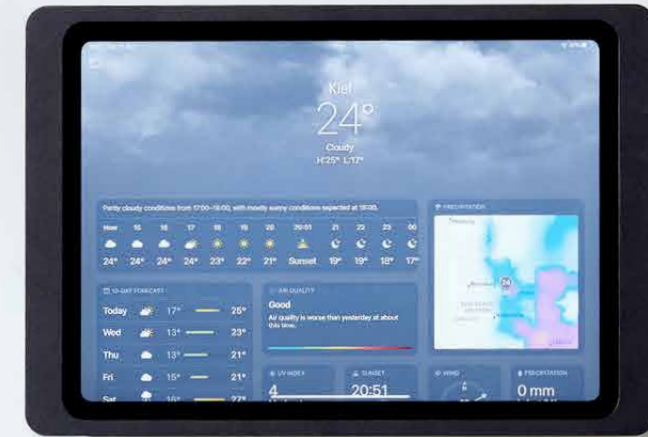 Kiel
24°
Cloudy
H:25° L:17°
Partly cloudy conditions from 17:00–18:00, with mostly sunny conditions expected at 18:00.
Now 15 16 17 18 19 20 20:51 21 22 23 00
24° 24° 24° 24° 23° 22° 21° Sunset 19° 19° 18° 17°
PRECIPITATION
24
10-DAY FORECAST
Today 17° 25°
Wed 13° 23°
Thu 13° 21°
Fri 15° 21°
Sat 16° 27°
AIR QUALITY
Good
Air quality is worse than yesterday at about
this time.
UV INDEX
4
SUNSET
20:51
WIND
PRECIPITATION
0 mm